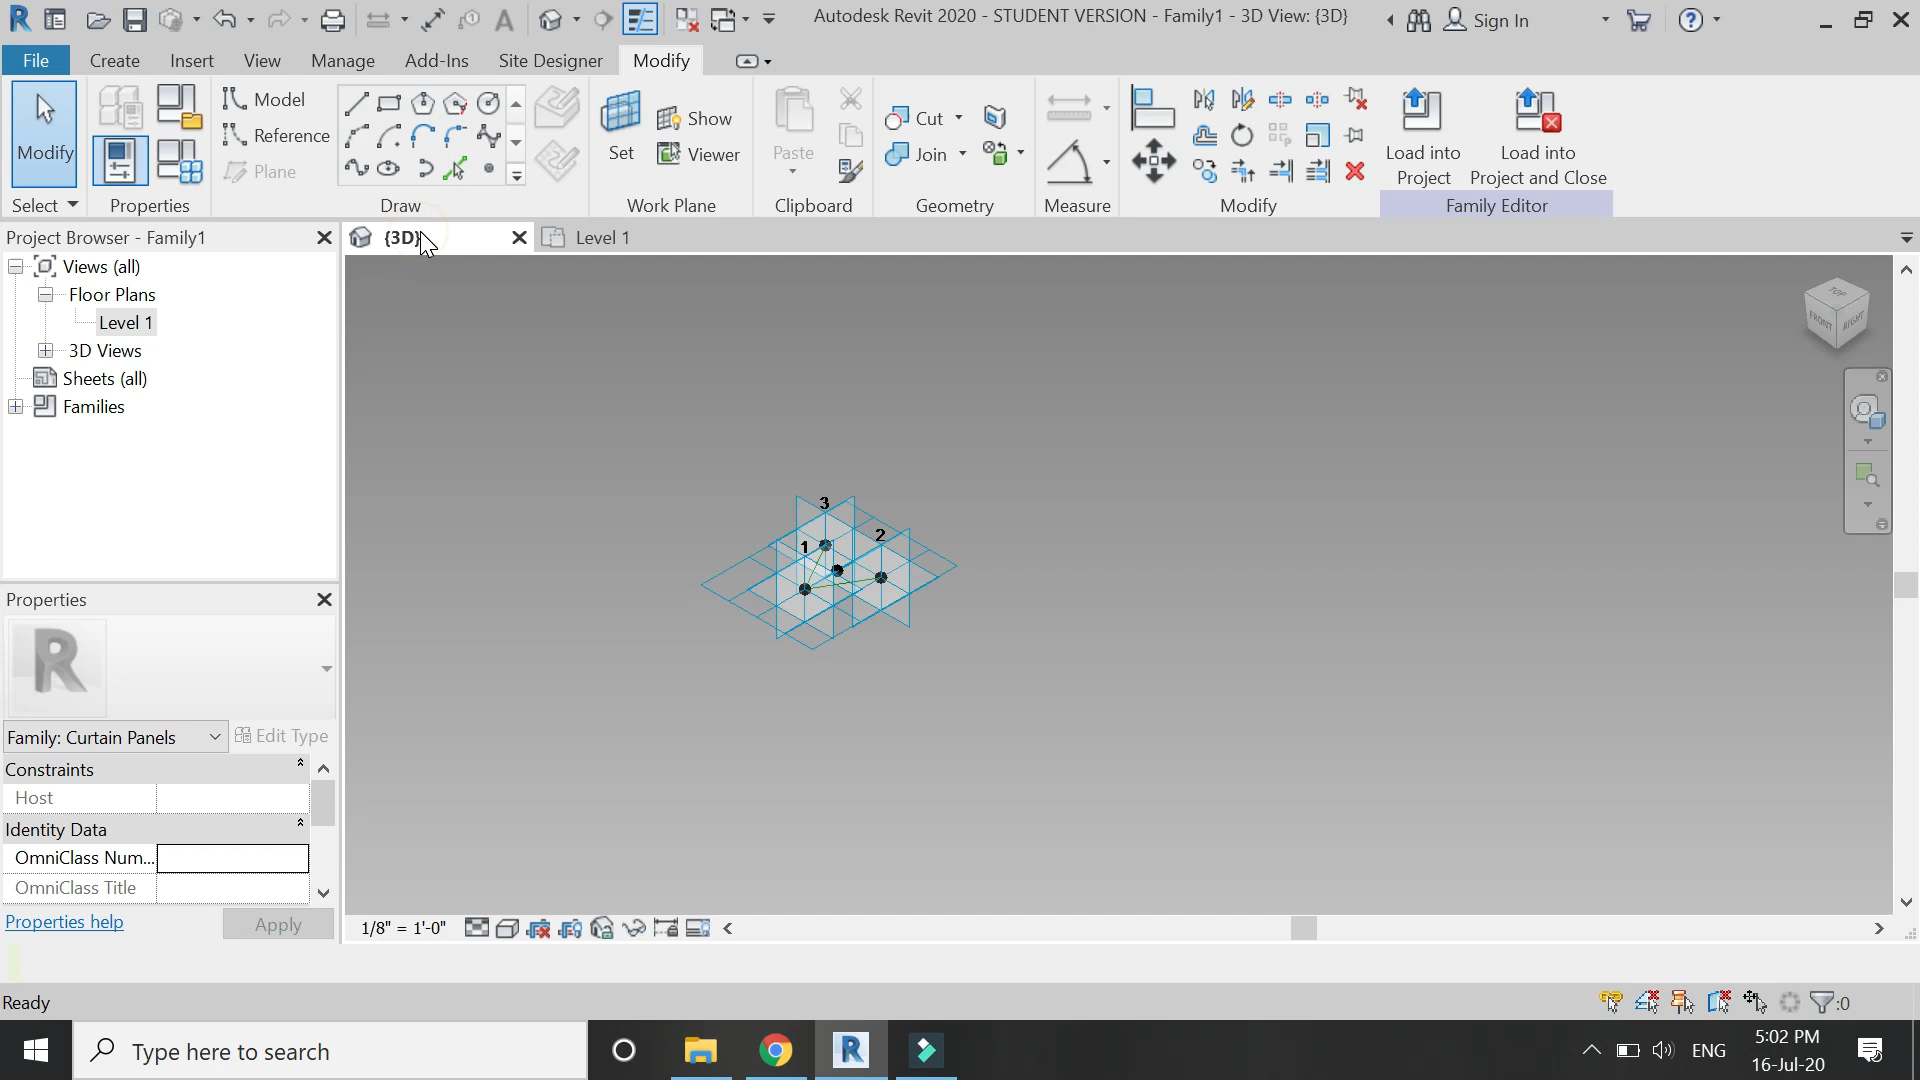 Autodesk Revit 2020 - STUDENT VERSION - Family1 - 3D View: {3D}
Sign In
File Create Insert View Manage Add-Ins Site Designer Modify
Modify
Model
Reference
Plane
Set
Show
Viewer
Paste
Cut
Join
Load into
Project
Load into
Project and Close
Select Properties Draw Work Plane Clipboard Geometry Measure Modify Family Editor
Project Browser - Family1
{3D}
Level 1
Views (all)
Floor Plans
Level 1
3D Views
Sheets (all)
Families
TOP
FRONT
RIGHT
3
2
1
Properties
R
Family: Curtain Panels
Edit Type
Constraints
Host
Identity Data
OmniClass Num...
OmniClass Title
Properties help
Apply
1/8" = 1'-0"
Ready
:0
Type here to search
ENG
5:02 PM
16-Jul-20